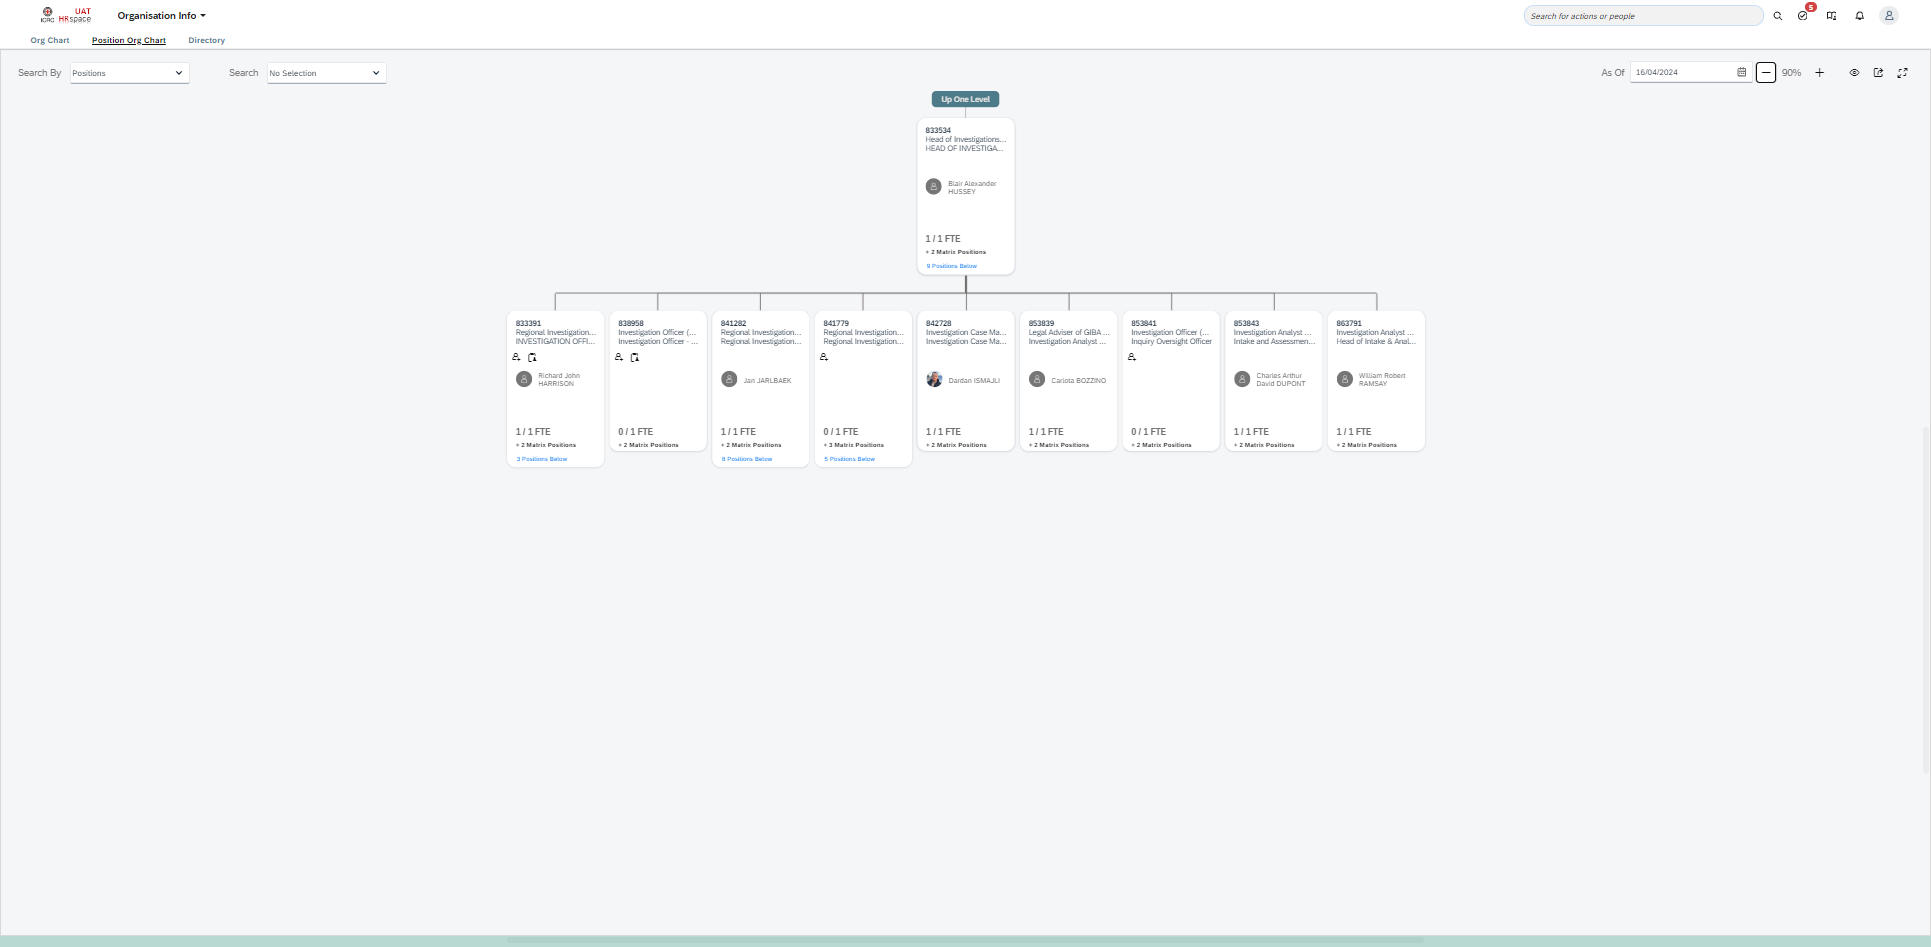 UAT
ICRC HRspace
Organisation Info
Search for actions or people
5
Org Chart
Position Org Chart
Directory
Search By
Positions
Search
No Selection
As Of
16/04/2024
90%
Up One Level
833534
Head of Investigations...
HEAD OF INVESTIGA...
Blair Alexander
HUSSEY
1 / 1 FTE
+ 2 Matrix Positions
9 Positions Below
833391
Regional Investigation...
INVESTIGATION OFFI...
Richard John
HARRISON
1 / 1 FTE
+ 2 Matrix Positions
3 Positions Below
838958
Investigation Officer (...
Investigation Officer - ...
0 / 1 FTE
+ 2 Matrix Positions
841282
Regional Investigation...
Regional Investigation...
Jan JARLBAEK
1 / 1 FTE
+ 2 Matrix Positions
8 Positions Below
841779
Regional Investigation...
Regional Investigation...
0 / 1 FTE
+ 3 Matrix Positions
5 Positions Below
842728
Investigation Case Ma...
Investigation Case Ma...
Dardan ISMAJLI
1 / 1 FTE
+ 2 Matrix Positions
853839
Legal Adviser of GIBA ...
Investigation Analyst ...
Carlota BOZZINO
1 / 1 FTE
+ 2 Matrix Positions
853841
Investigation Officer (...
Inquiry Oversight Officer
0 / 1 FTE
+ 2 Matrix Positions
853843
Investigation Analyst ...
Intake and Assessmen...
Charles Arthur
David DUPONT
1 / 1 FTE
+ 2 Matrix Positions
863791
Investigation Analyst ...
Head of Intake & Anal...
William Robert
RAMSAY
1 / 1 FTE
+ 2 Matrix Positions